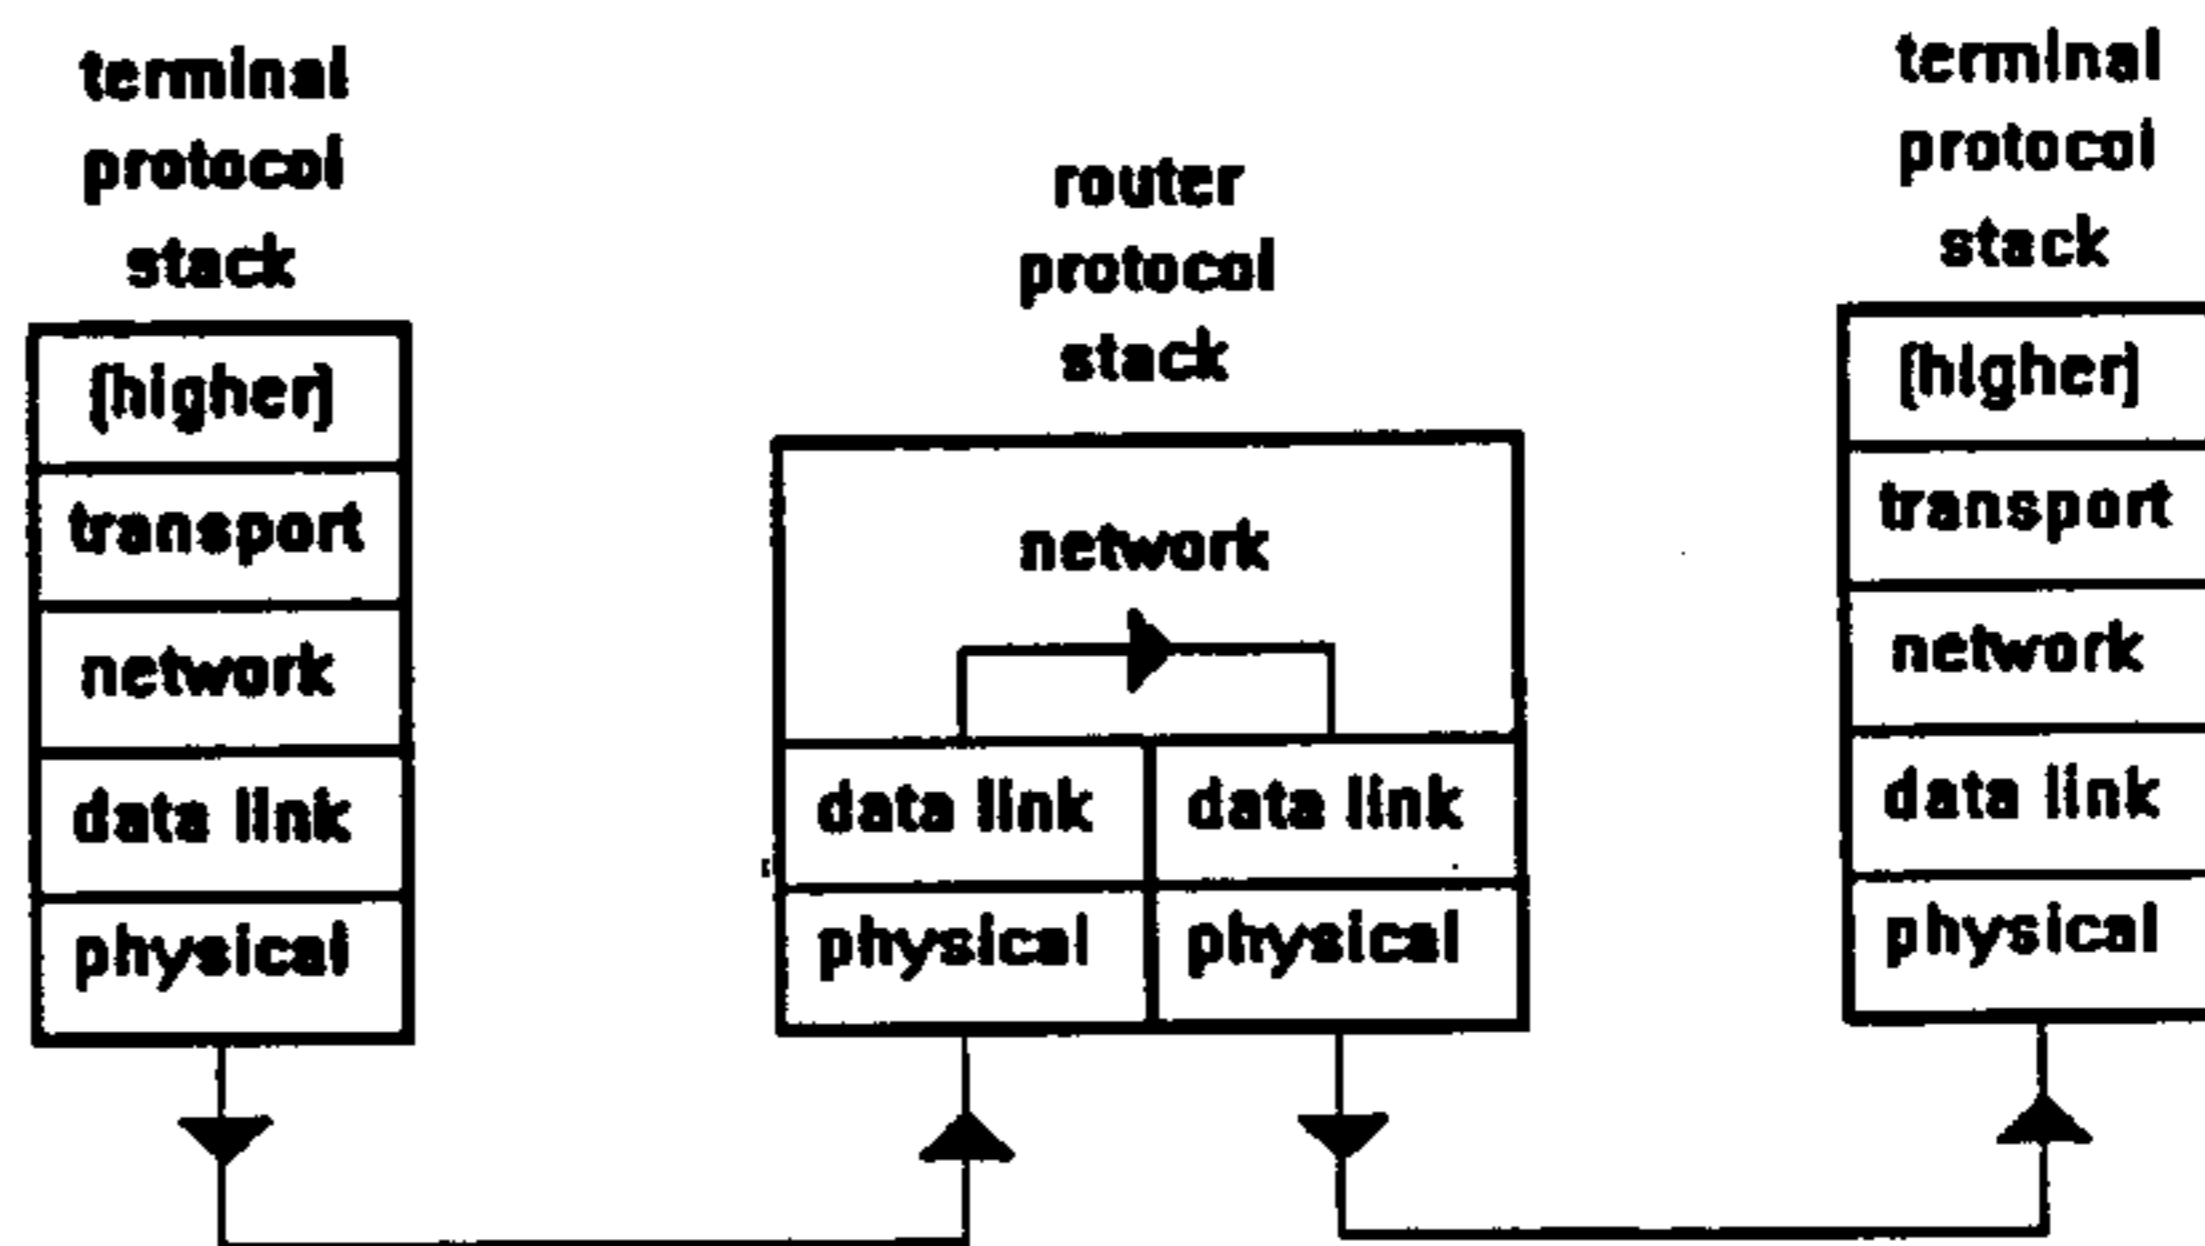 terminal
protocol
stack
(higher)
transport
network
data link
physical
router
protocol
stack
network
data link data link
physical physical
terminal
protocol
stack
(higher)
transport
network
data link
physical